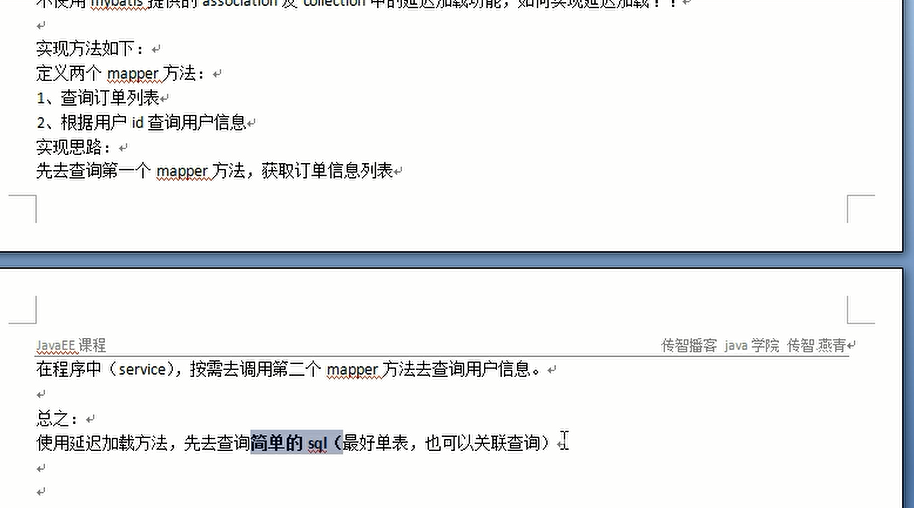 不使用 mybatis 提供的 association 及 collection 中的延迟加载功能，如何实现延迟加载？？
实现方法如下：
定义两个 mapper 方法：
1、查询订单列表
2、根据用户 id 查询用户信息
实现思路：
先去查询第一个 mapper 方法，获取订单信息列表
JavaEE 课程 传智播客 java 学院 传智.燕青
在程序中（service），按需去调用第二个 mapper 方法去查询用户信息。
总之：
使用延迟加载方法，先去查询简单的 sql（最好单表，也可以关联查询）